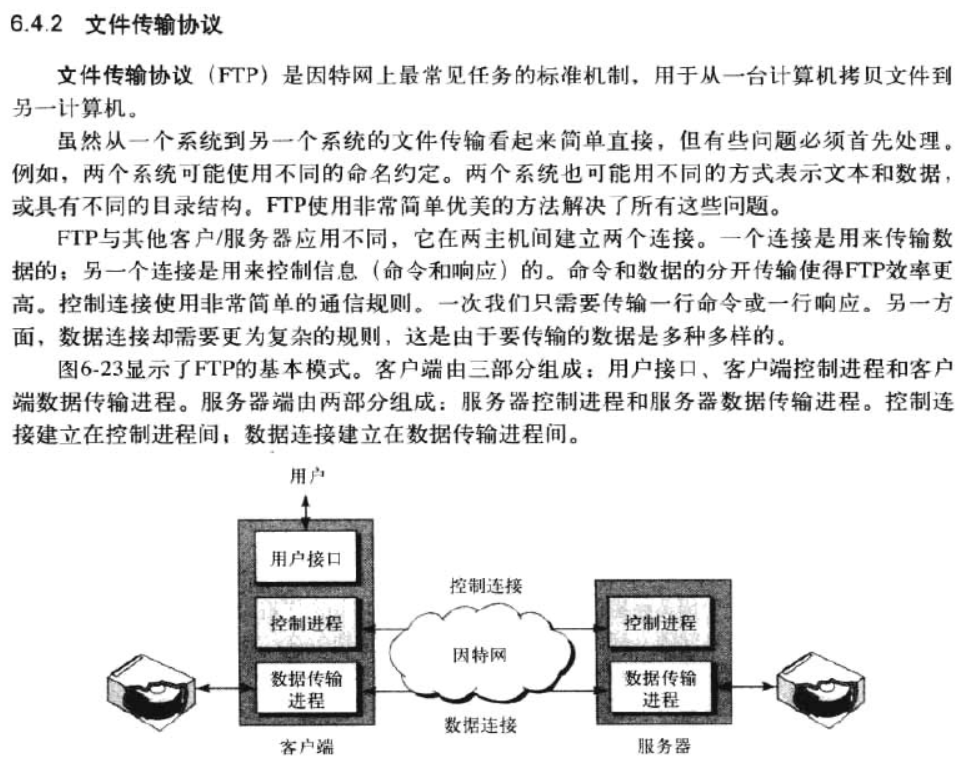 6.4.2 文件传输协议
文件传输协议（FTP）是因特网上最常见任务的标准机制，用于从一台计算机拷贝文件到
另一计算机。
虽然从一个系统到另一个系统的文件传输看起来简单直接，但有些问题必须首先处理。
例如，两个系统可能使用不同的命名约定。两个系统也可能用不同的方式表示文本和数据，
或具有不同的目录结构。FTP使用非常简单优美的方法解决了所有这些问题。
FTP与其他客户/服务器应用不同，它在两主机间建立两个连接。一个连接是用来传输数
据的；另一个连接是用来控制信息（命令和响应）的。命令和数据的分开传输使得FTP效率更
高。控制连接使用非常简单的通信规则。一次我们只需要传输一行命令或一行响应。另一方
面，数据连接却需要更为复杂的规则，这是由于要传输的数据是多种多样的。
图6-23显示了FTP的基本模式。客户端由三部分组成：用户接口、客户端控制进程和客户
端数据传输进程。服务器端由两部分组成：服务器控制进程和服务器数据传输进程。控制连
接建立在控制进程间；数据连接建立在数据传输进程间。
用户
用户接口
控制连接
控制进程
控制进程
因特网
数据传输
进程
数据传输
进程
数据连接
客户端
服务器